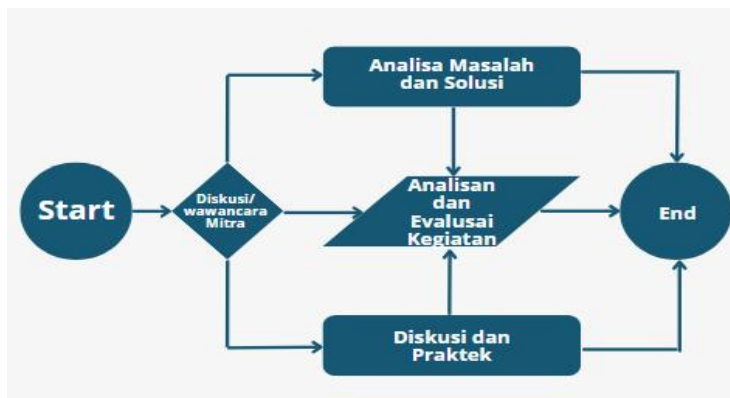 Analisa Masalah
dan Solusi
Start
Diskusi/
wawancara
Mitra
Analisan
dan
Evalusai
Kegiatan
End
Diskusi dan
Praktek